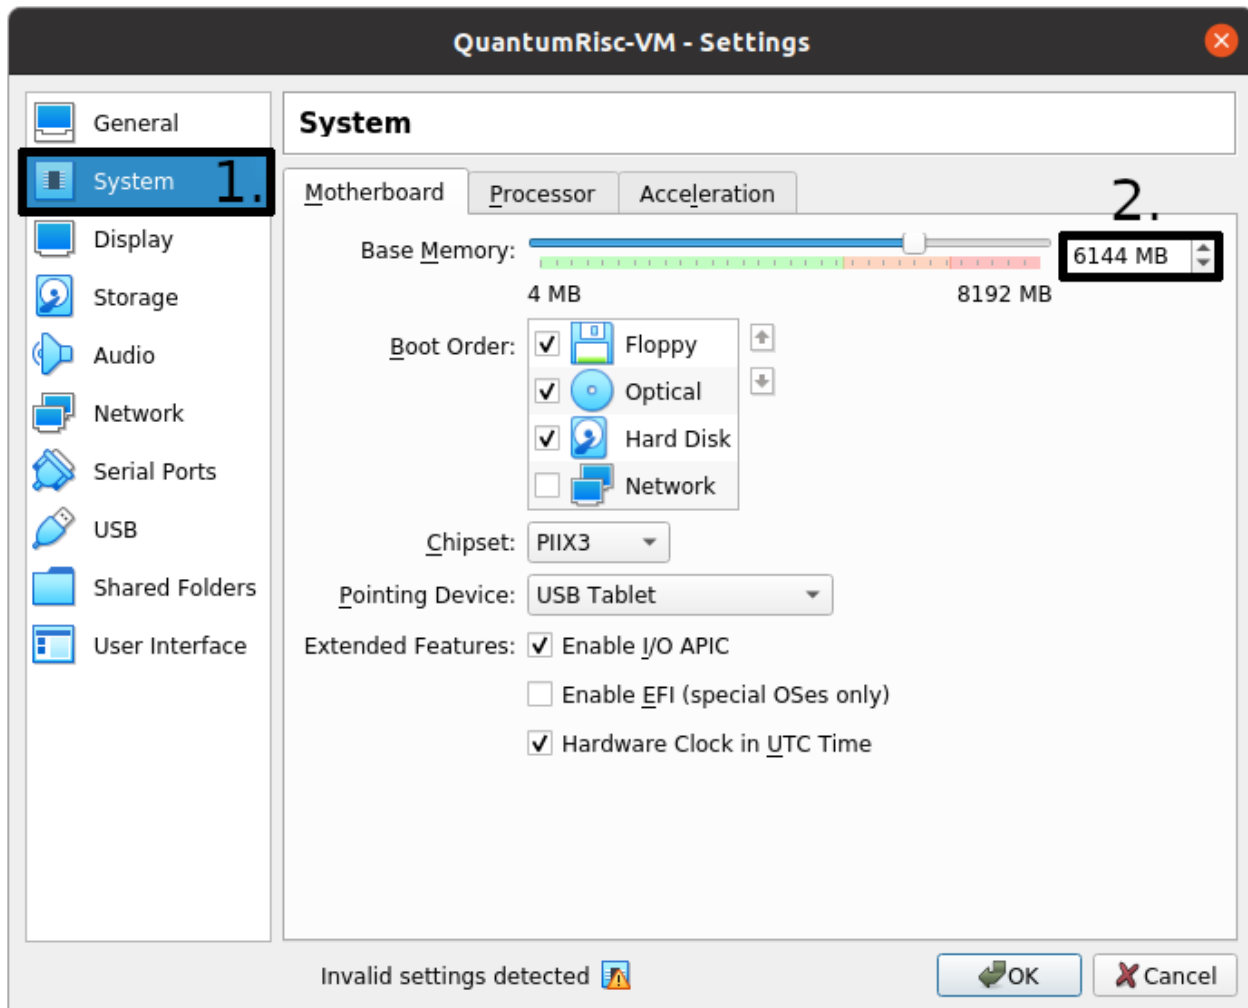 QuantumRisc-VM - Settings
General
System 1.
Display
Storage
Audio
Network
Serial Ports
USB
Shared Folders
User Interface
System
Motherboard Processor Acceleration
2.
Base Memory: 6144 MB
4 MB 8192 MB
Boot Order: Floppy
Optical
Hard Disk
Network
Chipset: PIIX3
Pointing Device: USB Tablet
Extended Features: Enable I/O APIC
Enable EFI (special OSes only)
Hardware Clock in UTC Time
Invalid settings detected OK Cancel